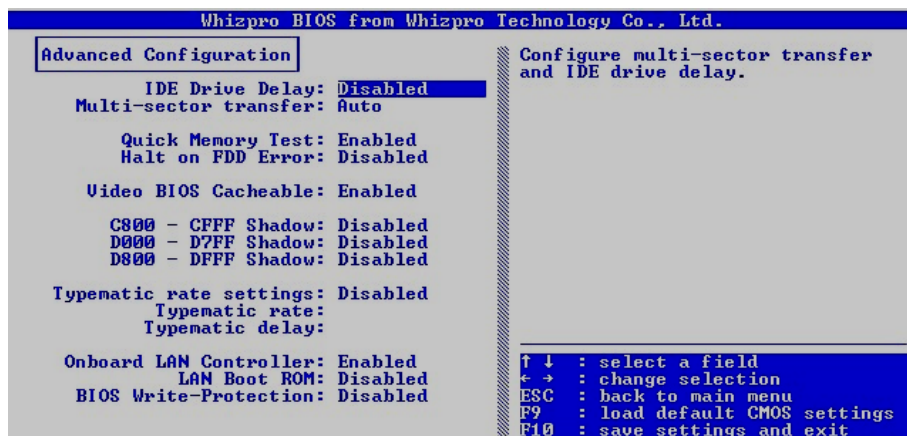 Whizpro BIOS from Whizpro Technology Co., Ltd.
Advanced Configuration
IDE Drive Delay: Disabled
Multi-sector transfer: Auto
Quick Memory Test: Enabled
Halt on FDD Error: Disabled
Video BIOS Cacheable: Enabled
C800 - CFFF Shadow: Disabled
D000 - D7FF Shadow: Disabled
D800 - DFFF Shadow: Disabled
Typematic rate settings: Disabled
Typematic rate:
Typematic delay:
Onboard LAN Controller: Enabled
LAN Boot ROM: Disabled
BIOS Write-Protection: Disabled
Configure multi-sector transfer
and IDE drive delay.
↑ ↓ : select a field
← → : change selection
ESC : back to main menu
F9 : load default CMOS settings
F10 : save settings and exit